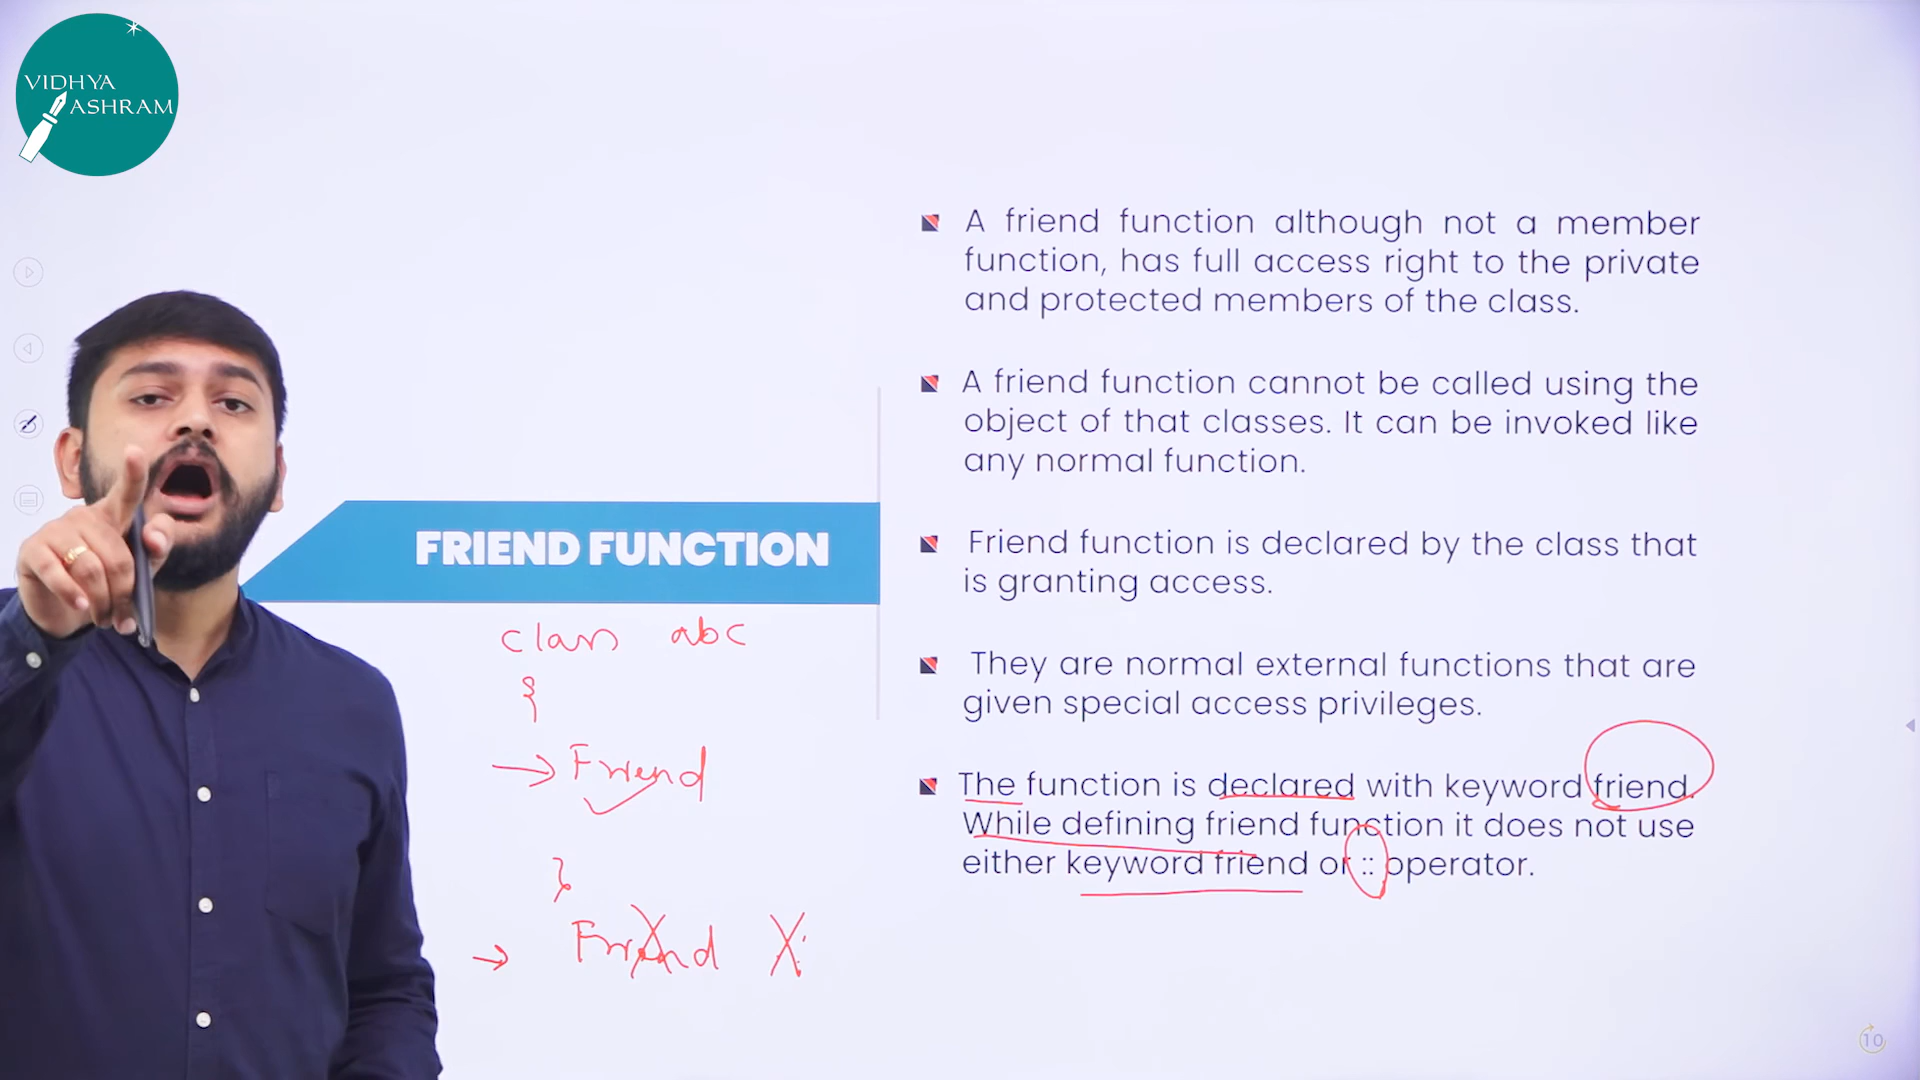 VIDHYA
ASHRAM
A friend function although not a member
function, has full access right to the private
and protected members of the class.
A friend function cannot be called using the
object of that classes. It can be invoked like
any normal function.
Friend function is declared by the class that
is granting access.
They are normal external functions that are
given special access privileges.
The function is declared with keyword friend.
While defining friend function it does not use
either keyword friend or :: operator.
FRIEND FUNCTION
class abc
{
→ Friend
}
→ Friend ::
10